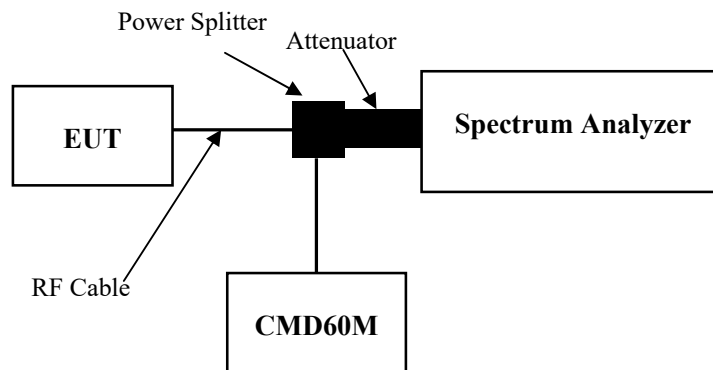 Power Splitter
Attenuator
EUT
Spectrum Analyzer
RF Cable
CMD60M